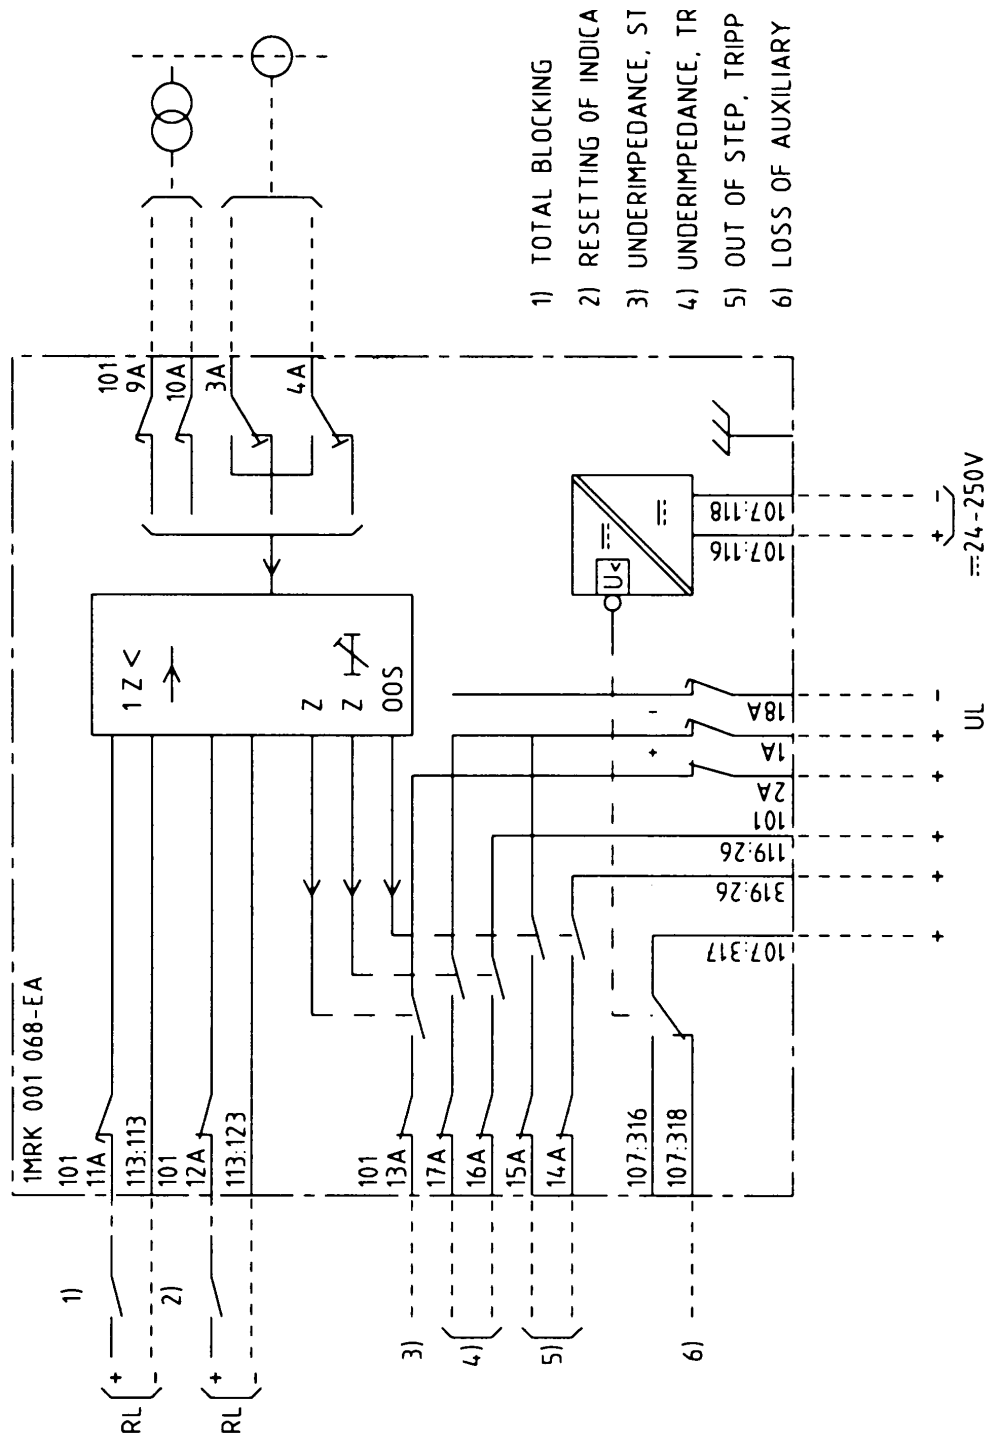 1MRK 001 068-EA
101
11A
113:113
101
12A
113:123
101
13A
17A
16A
15A
14A
107:316
107:318
1)
2)
3)
4)
5)
6)
+
-
RL
+
-
RL
1 Z <
Z
Z
OOS
101
9A
10A
3A
4A
U<
107:118
107:116
-
+
24-250V
18A
1A
2A
101
119:26
319:26
107:317
-
+
-
+
+
+
+
+
UL
1) TOTAL BLOCKING
2) RESETTING OF INDICA
3) UNDERIMPEDANCE, ST
4) UNDERIMPEDANCE, TR
5) OUT OF STEP, TRIPP
6) LOSS OF AUXILIARY